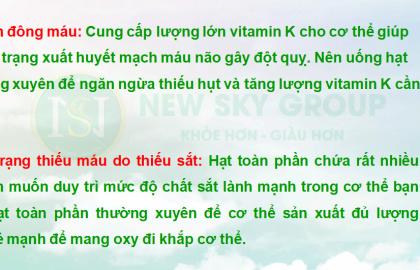 đông máu: Cung cấp lượng lớn vitamin K cho cơ thể giúp
trạng xuất huyết mạch máu não gây đột quỵ. Nên uống hạt
xuyên để ngăn ngừa thiếu hụt và tăng lượng vitamin K cần
NEW SKY GROUP
KHỎE HƠN - GIÀU HƠN
trạng thiếu máu do thiếu sắt: Hạt toàn phần chứa rất nhiều
muốn duy trì mức độ chất sắt lành mạnh trong cơ thể bạn
toàn phần thường xuyên để cơ thể sản xuất đủ lượng
mạnh để mang oxy đi khắp cơ thể.